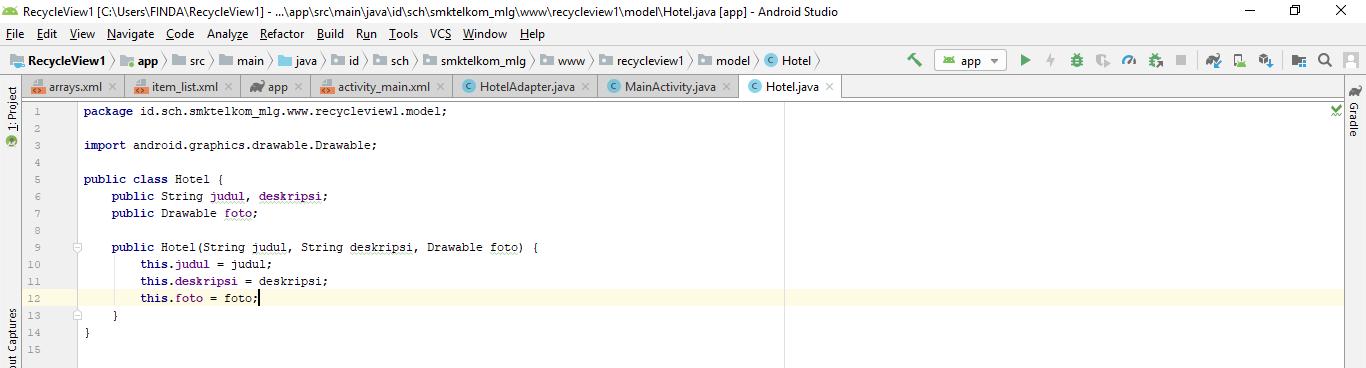 RecycleView1 [C:\Users\FINDA\RecycleView1] - ...\app\src\main\java\id\sch\smktelkom_mlg\www\recycleview1\model\Hotel.java [app] - Android Studio
File Edit View Navigate Code Analyze Refactor Build Run Tools VCS Window Help
RecycleView1 app src main java id sch smktelkom_mlg www recycleview1 model Hotel app
arrays.xml item_list.xml app activity_main.xml HotelAdapter.java MainActivity.java Hotel.java
1: Project
Gradle
1 package id.sch.smktelkom_mlg.www.recycleview1.model;
2
3 import android.graphics.drawable.Drawable;
4
5 public class Hotel {
6 public String judul, deskripsi;
7 public Drawable foto;
8
9 public Hotel(String judul, String deskripsi, Drawable foto) {
10 this.judul = judul;
11 this.deskripsi = deskripsi;
12 this.foto = foto;
13 }
14 }
15
Captures